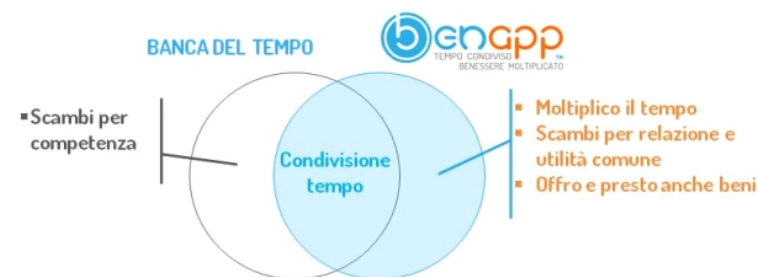 BANCA DEL TEMPO
benapp™
TEMPO CONDIVISO
BENESSERE MOLTIPLICATO
▪Scambi per
competenza
Condivisione
tempo
▪ Moltiplico il tempo
▪ Scambi per relazione e
utilità comune
▪ Offro e presto anche beni